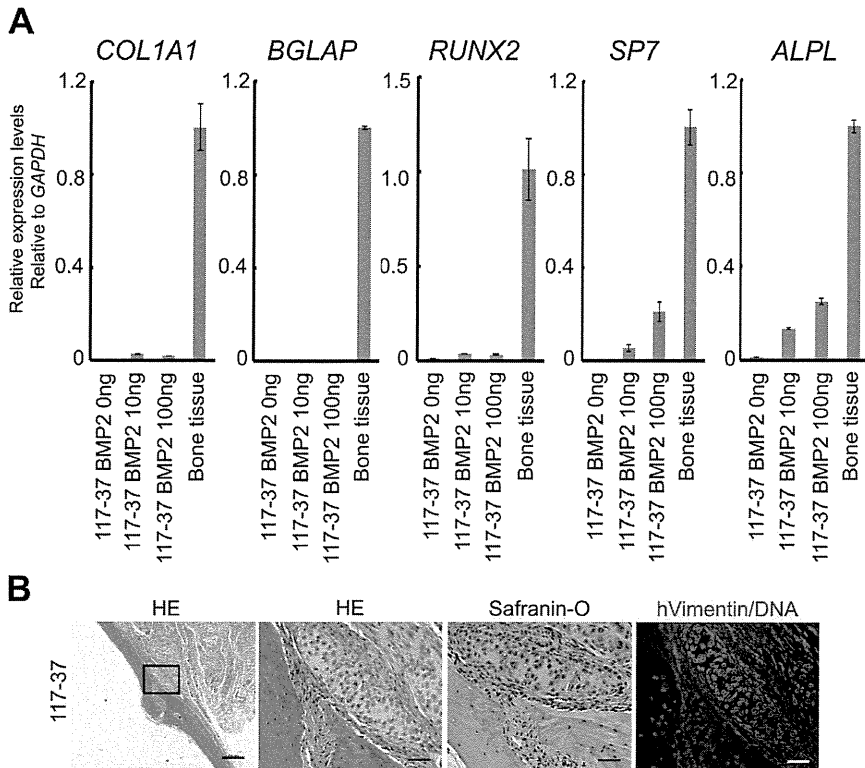 A
COL1A1 BGLAP RUNX2 SP7 ALPL
Relative expression levels
Relative to GAPDH
1.2
0.8
0.4
0
1.2
0.8
0.4
0
1.5
1.0
0.5
0
1.2
0.8
0.4
0
1.2
0.8
0.4
0
117-37 BMP2 0ng
117-37 BMP2 10ng
117-37 BMP2 100ng
Bone tissue
117-37 BMP2 0ng
117-37 BMP2 10ng
117-37 BMP2 100ng
Bone tissue
117-37 BMP2 0ng
117-37 BMP2 10ng
117-37 BMP2 100ng
Bone tissue
117-37 BMP2 0ng
117-37 BMP2 10ng
117-37 BMP2 100ng
Bone tissue
117-37 BMP2 0ng
117-37 BMP2 10ng
117-37 BMP2 100ng
Bone tissue
B
HE HE Safranin-O hVimentin/DNA
117-37